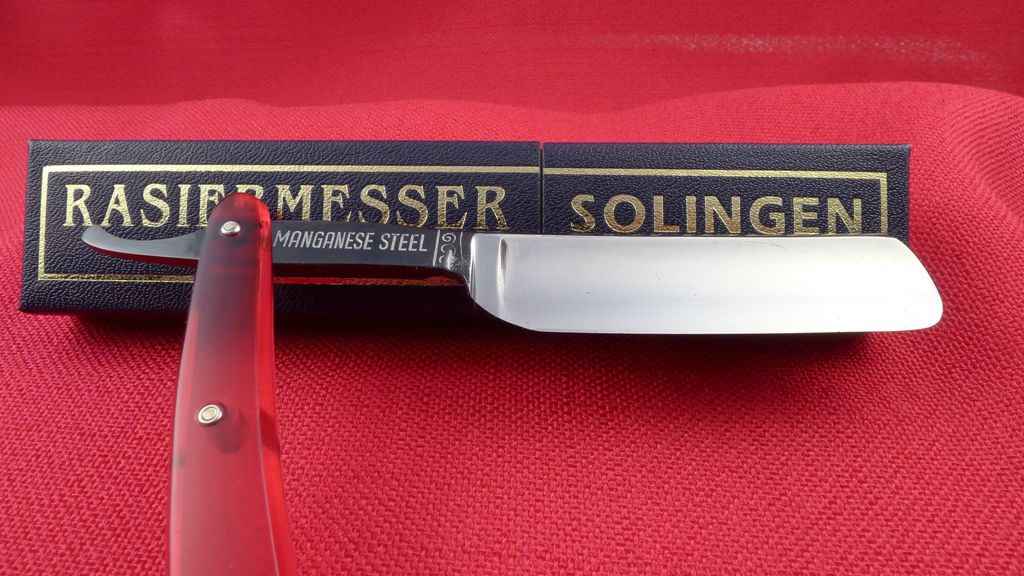 RASIERMESSER SOLINGEN
MANGANESE STEEL